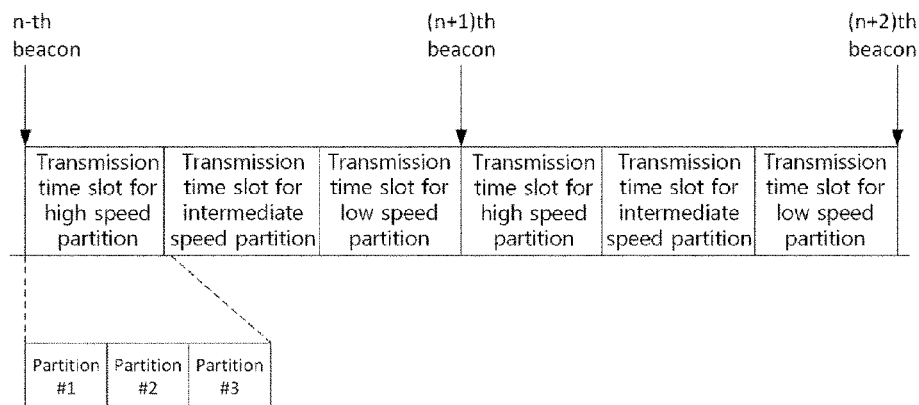 n-th
beacon
(n+1)th
beacon
(n+2)th
beacon
Transmission
time slot for
high speed
partition
Transmission
time slot for
intermediate
speed partition
Transmission
time slot for
low speed
partition
Transmission
time slot for
high speed
partition
Transmission
time slot for
intermediate
speed partition
Transmission
time slot for
low speed
partition
Partition
#1
Partition
#2
Partition
#3